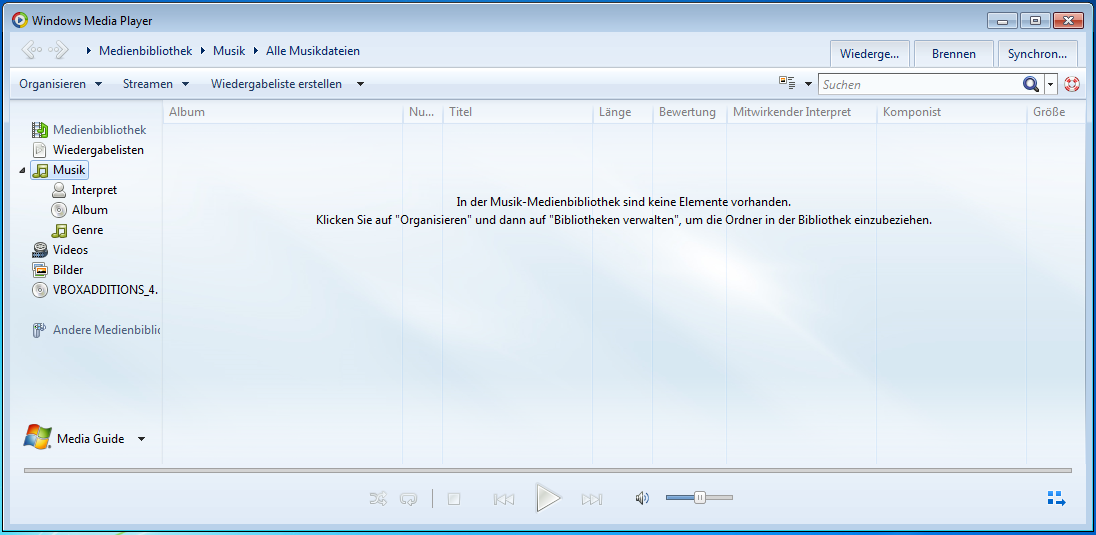 Windows Media Player
Medienbibliothek Musik Alle Musikdateien
Wiederge... Brennen Synchron...
Organisieren Streamen Wiedergabeliste erstellen Suchen
Album Nu... Titel Länge Bewertung Mitwirkender Interpret Komponist Größe
Medienbibliothek
Wiedergabelisten
Musik
Interpret
Album
Genre
Videos
Bilder
VBOXADDITIONS_4.
Andere Medienbiblic
In der Musik-Medienbibliothek sind keine Elemente vorhanden.
Klicken Sie auf "Organisieren" und dann auf "Bibliotheken verwalten", um die Ordner in der Bibliothek einzubeziehen.
Media Guide